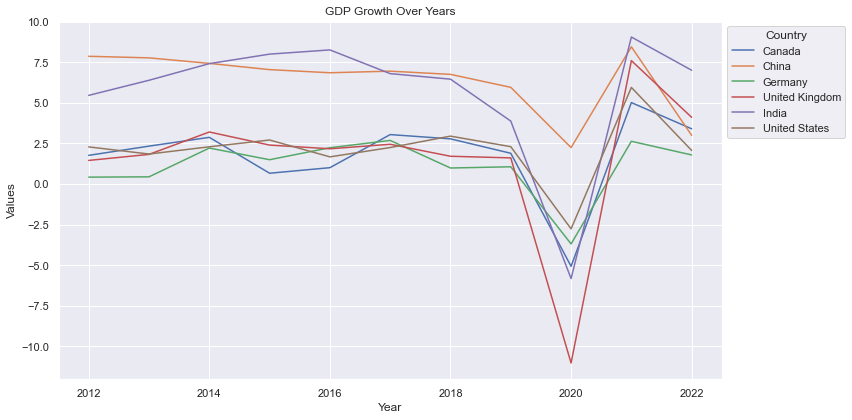 GDP Growth Over Years
10.0
7.5
5.0
2.5
0.0
−2.5
−5.0
−7.5
−10.0
Values
2012 2014 2016 2018 2020 2022
Year
Country
Canada
China
Germany
United Kingdom
India
United States